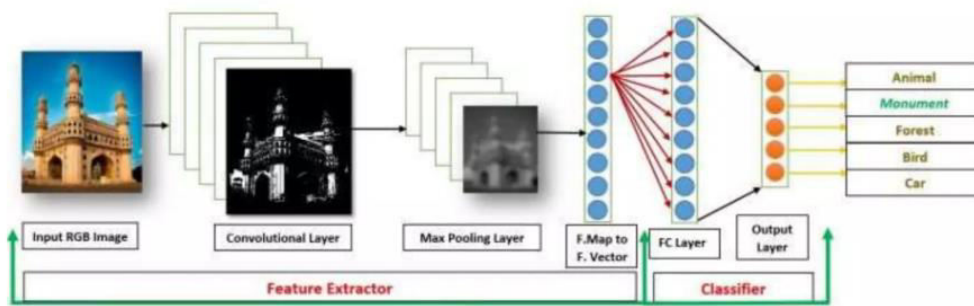 Animal
Monument
Forest
Bird
Car
Input RGB Image
Convolutional Layer
Max Pooling Layer
F.Map to
F. Vector
FC Layer
Output
Layer
Feature Extractor
Classifier